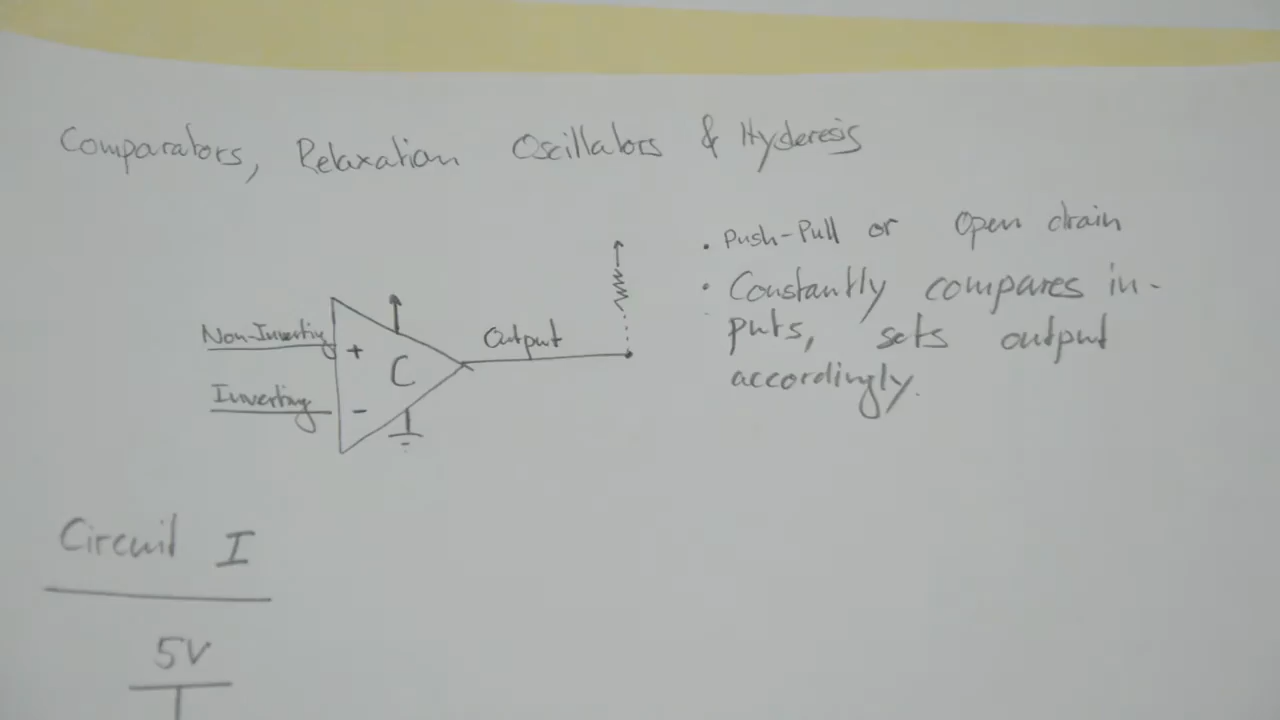 Comparators, Relaxation Oscillators & Hysteresis
• Push-Pull or Open drain
• Constantly compares in-
puts, sets output
accordingly.
Non-Inverting
+
C
Output
Inverting
-
Circuit I
5V